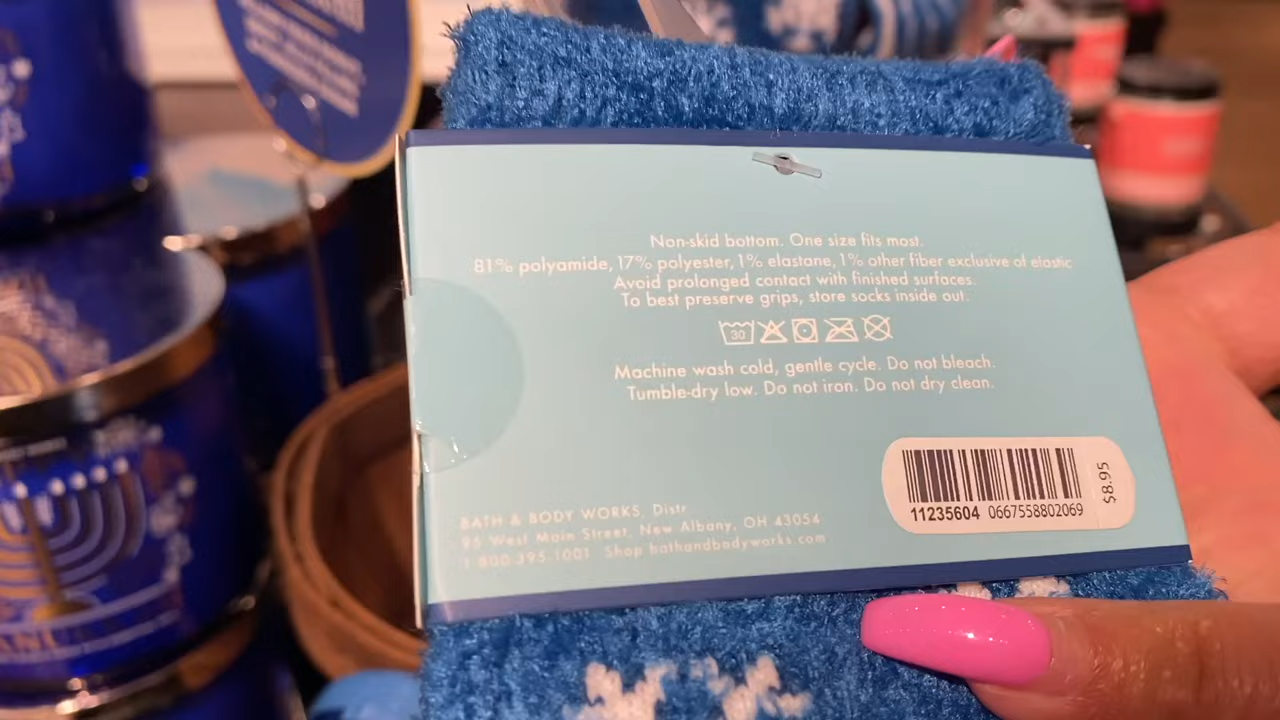 Non-skid bottom. One size fits most.
81% polyamide, 17% polyester, 1% elastane, 1% other fiber exclusive of elastic
Avoid prolonged contact with finished surfaces.
To best preserve grips, store socks inside out.
30
Machine wash cold, gentle cycle. Do not bleach.
Tumble-dry low. Do not iron. Do not dry clean.
BATH & BODY WORKS, Distr.
95 West Main Street, New Albany, OH 43054
1 800 395-1001 Shop bathandbodyworks.com
11235604 0667558802069
$8.95